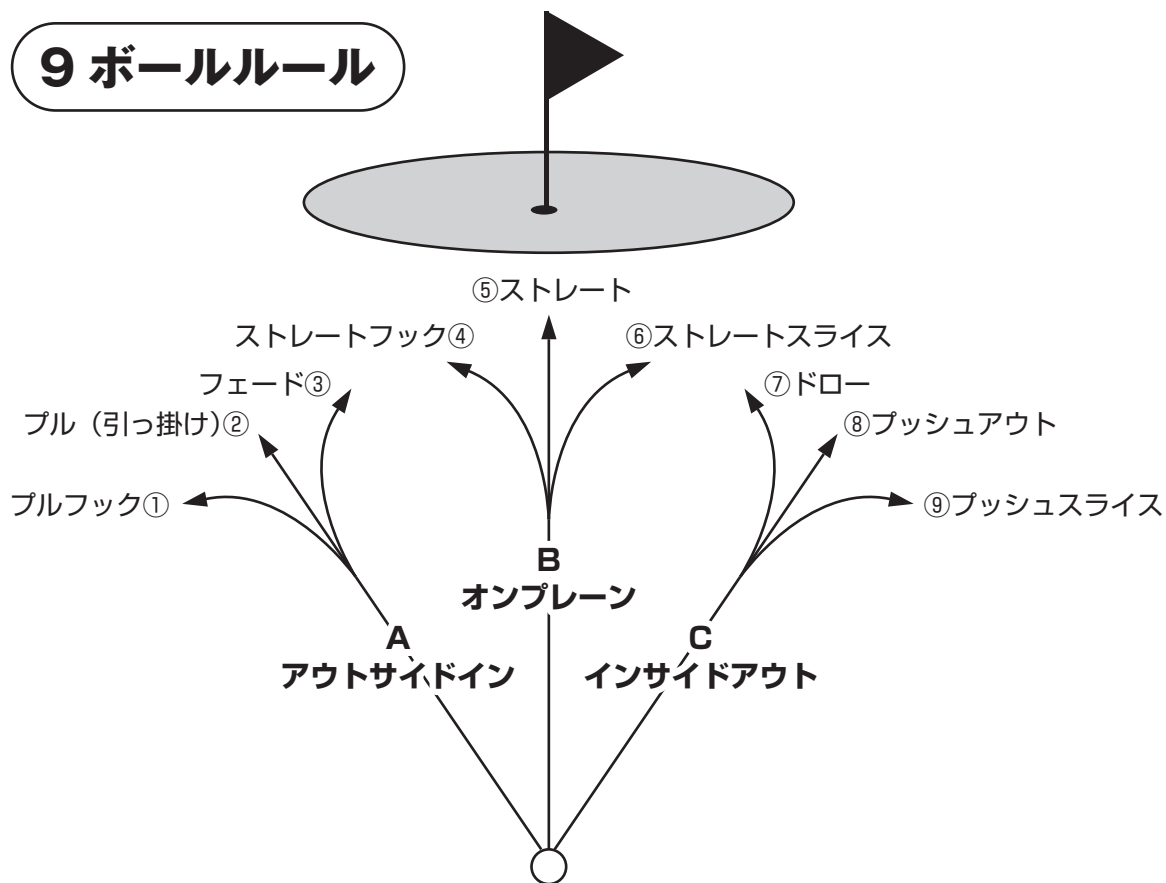 9 ボールルール
⑤ストレート
ストレートフック④
⑥ストレートスライス
フェード③
⑦ドロー
プル（引っ掛け）②
⑧プッシュアウト
プルフック①
⑨プッシュスライス
B
オンプレーン
A
アウトサイドイン
C
インサイドアウト